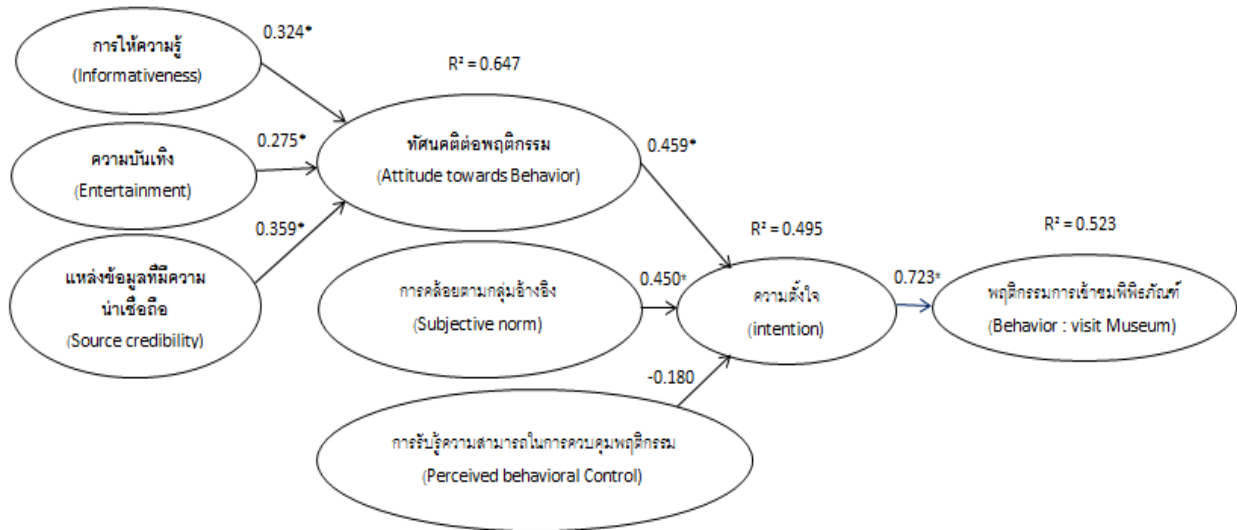 การให้ความรู้
(Informativeness)
0.324*
R² = 0.647
ความบันเทิง
(Entertainment)
0.275*
ทัศนคติต่อพฤติกรรม
(Attitude towards Behavior)
0.459*
แหล่งข้อมูลที่มีความ
น่าเชื่อถือ
(Source credibility)
0.359*
การคล้อยตามกลุ่มอ้างอิง
(Subjective norm)
0.450*
R² = 0.495
ความตั้งใจ
(intention)
0.723*
R² = 0.523
พฤติกรรมการเข้าชมพิพิธภัณฑ์
(Behavior : visit Museum)
-0.180
การรับรู้ความสามารถในการควบคุมพฤติกรรม
(Perceived behavioral Control)